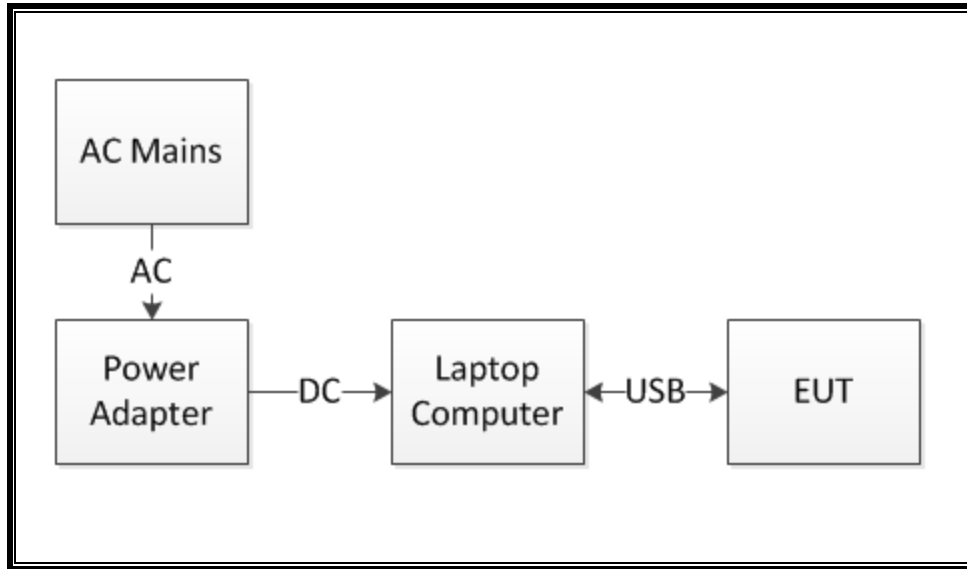 AC Mains
AC
Power
Adapter
DC
Laptop
Computer
USB
EUT